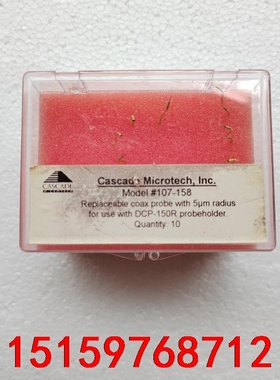 Cascade Microtech, Inc.
Model #107-158
Replaceable coax probe with 5µm radius
for use with DCP-150R probeholder.
Quantity: 10
CASCADE
15159768712